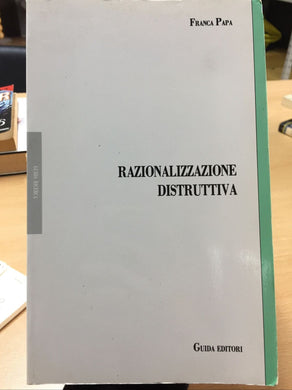 FRANCA PAPA
RAZIONALIZZAZIONE
DISTRUTTIVA
GUIDA EDITORI